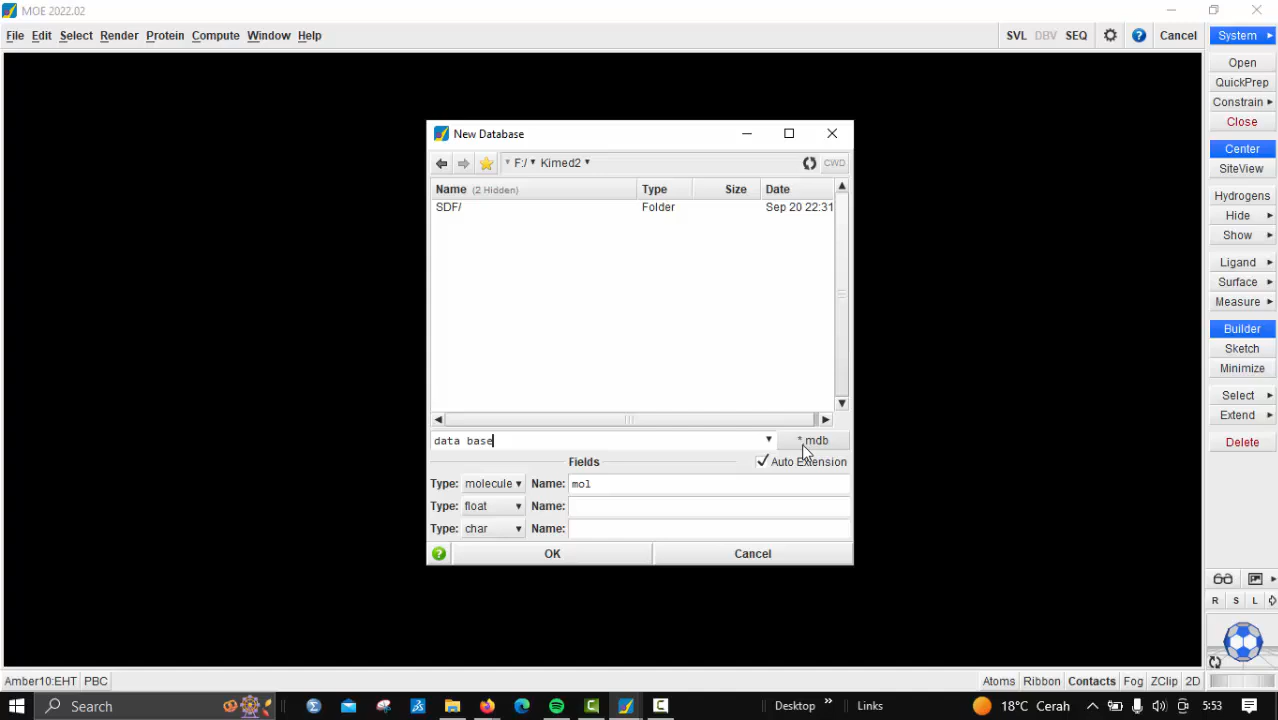 MOE 2022.02
File Edit Select Render Protein Compute Window Help
SVL DBV SEQ Cancel
System
Open
QuickPrep
Constrain
Close
Center
SiteView
Hydrogens
Hide
Show
Ligand
Surface
Measure
Builder
Sketch
Minimize
Select
Extend
Delete
R S L
New Database
F:/ Kimed2
CWD
Name (2 Hidden) Type Size Date
SDF/ Folder Sep 20 22:31
data base *.mdb
Fields Auto Extension
Type: molecule Name: mol
Type: float Name:
Type: char Name:
? OK Cancel
Amber10:EHT PBC
Atoms Ribbon Contacts Fog ZClip 2D
Search
Desktop » Links 18°C Cerah 5:53